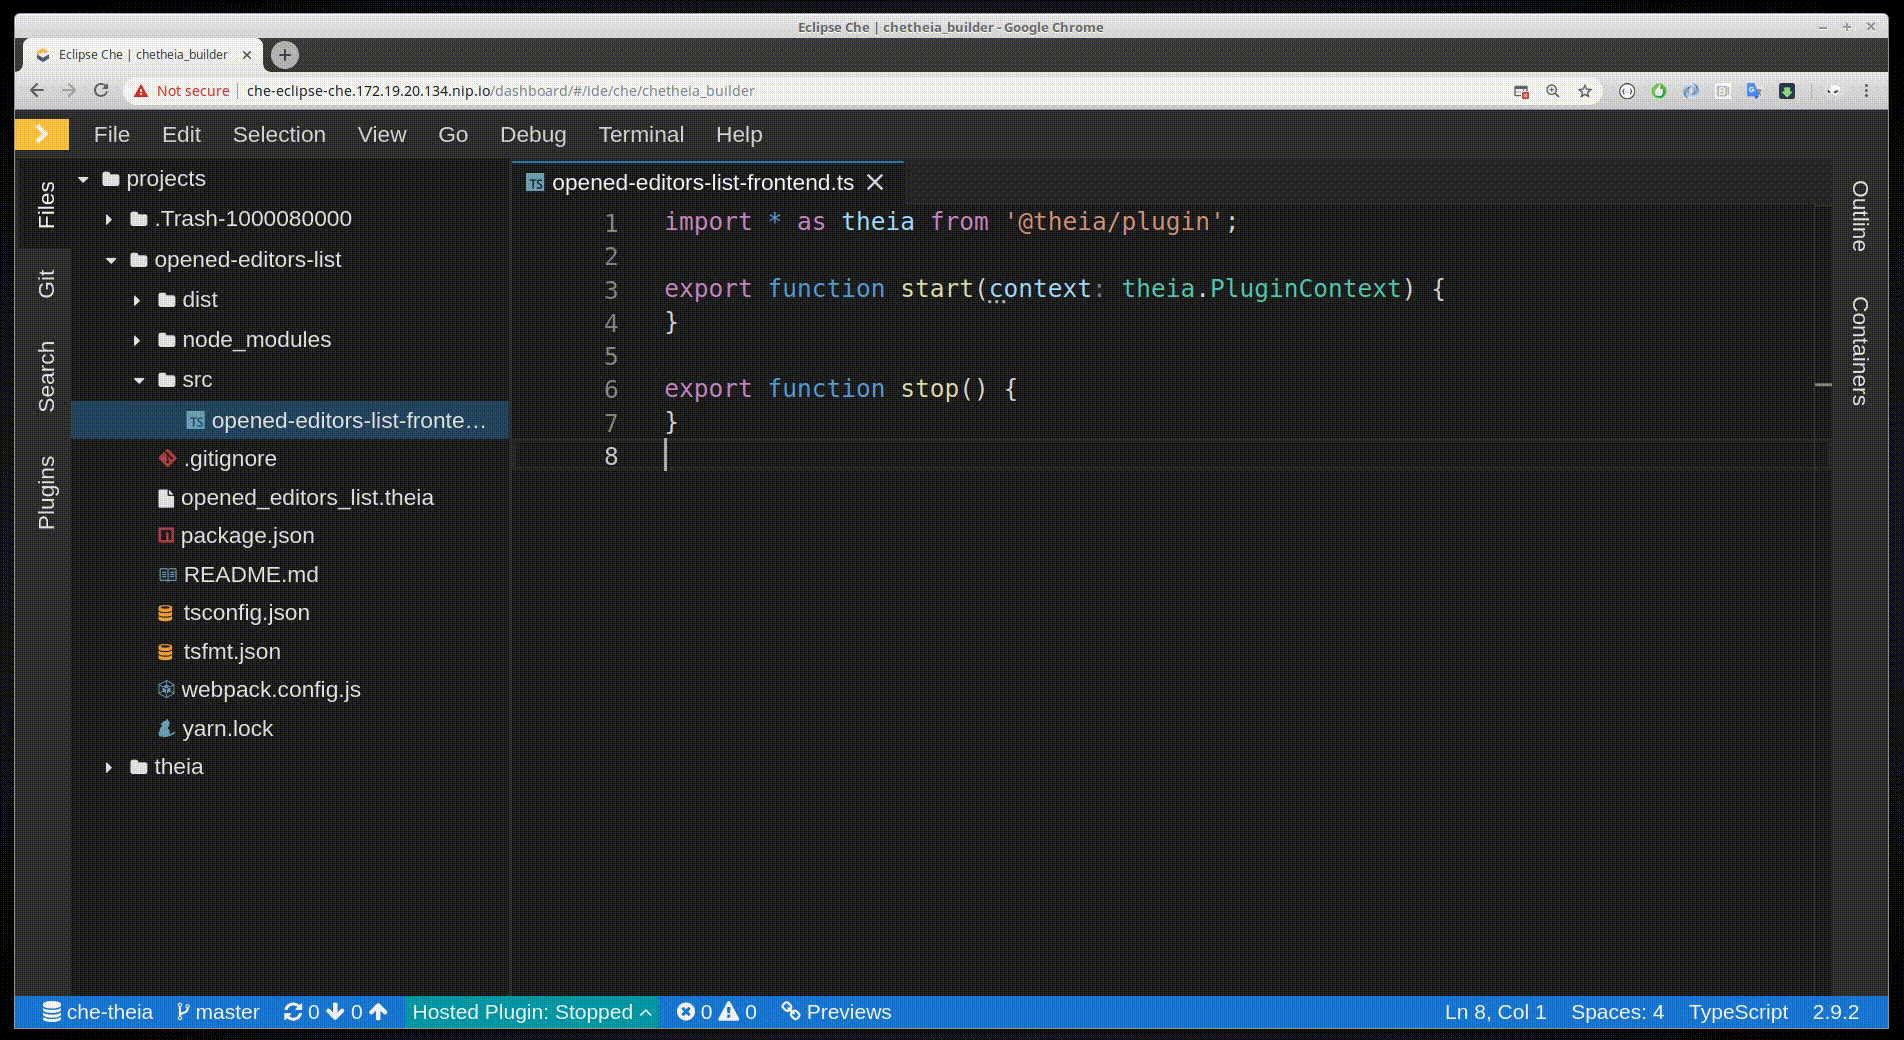 Eclipse Che | chetheia_builder - Google Chrome
Eclipse Che | chetheia_builder
Not secure | che-eclipse-che.172.19.20.134.nip.io/dashboard/#/ide/che/chetheia_builder
File Edit Selection View Go Debug Terminal Help
Files
Git
Search
Plugins
projects
.Trash-1000080000
opened-editors-list
dist
node_modules
src
opened-editors-list-fronte...
.gitignore
opened_editors_list.theia
package.json
README.md
tsconfig.json
tsfmt.json
webpack.config.js
yarn.lock
theia
opened-editors-list-frontend.ts
1 import * as theia from '@theia/plugin';
2
3 export function start(context: theia.PluginContext) {
4 }
5
6 export function stop() {
7 }
8
Outline
Containers
che-theia master 0 0 Hosted Plugin: Stopped 0 0 Previews Ln 8, Col 1 Spaces: 4 TypeScript 2.9.2